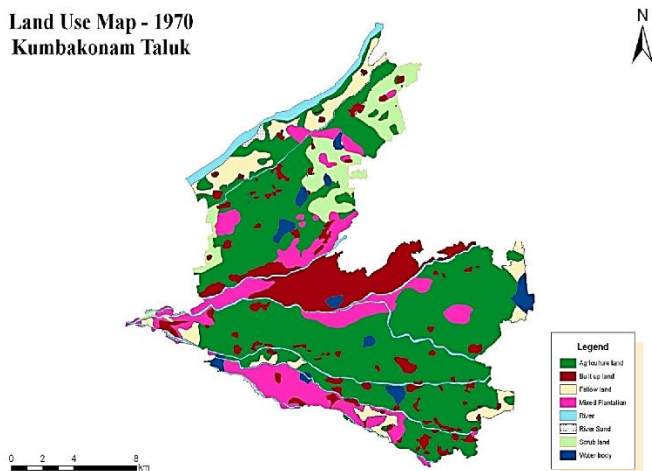 Land Use Map - 1970
Kumbakonam Taluk
N
Legend
Agriculture land
Built up land
Fallow land
Mixed Plantation
River
River Sand
Scrub land
Water body
0 2 4 8
km